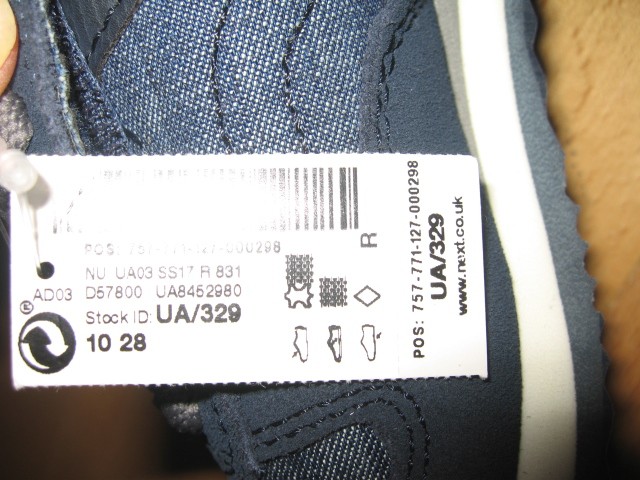 R
POS: 757-771-127-000298
NU UA03 SS17 R 831
AD03 D57800 UA8452980
®
Stock ID: UA/329
10 28
POS: 757-771-127-000298
UA/329
www.next.co.uk